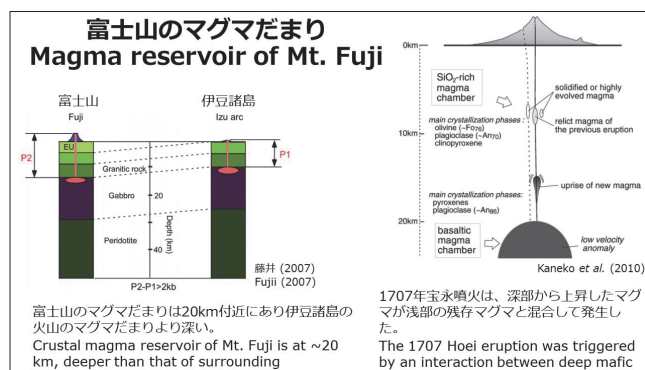 富士山のマグマだまり
Magma reservoir of Mt. Fuji
富士山
Fuji
伊豆諸島
Izu arc
P2
EU
P1
Granitic rock
Gabbro
20
Peridotite
Depth (km)
40
P2-P1>2kb
藤井 (2007)
Fujii (2007)
富士山のマグマだまりは20km付近にあり伊豆諸島の
火山のマグマだまりより深い。
Crustal magma reservoir of Mt. Fuji is at ~20
km, deeper than that of surrounding
0km
SiO2-rich
magma
chamber
solidified or highly
evolved magma
main crystallization phases :
olivine (~Fo76)
plagioclase (~An70)
clinopyroxene
relict magma of
the previous eruption
10km
main crystallization phases:
pyroxenes
plagioclase (~An86)
uprise of new magma
20km
basaltic
magma
chamber
low velocity
anomaly
Kaneko et al. (2010)
1707年宝永噴火は、深部から上昇したマグ
マが浅部の残存マグマと混合して発生し
た。
The 1707 Hoei eruption was triggered
by an interaction between deep mafic